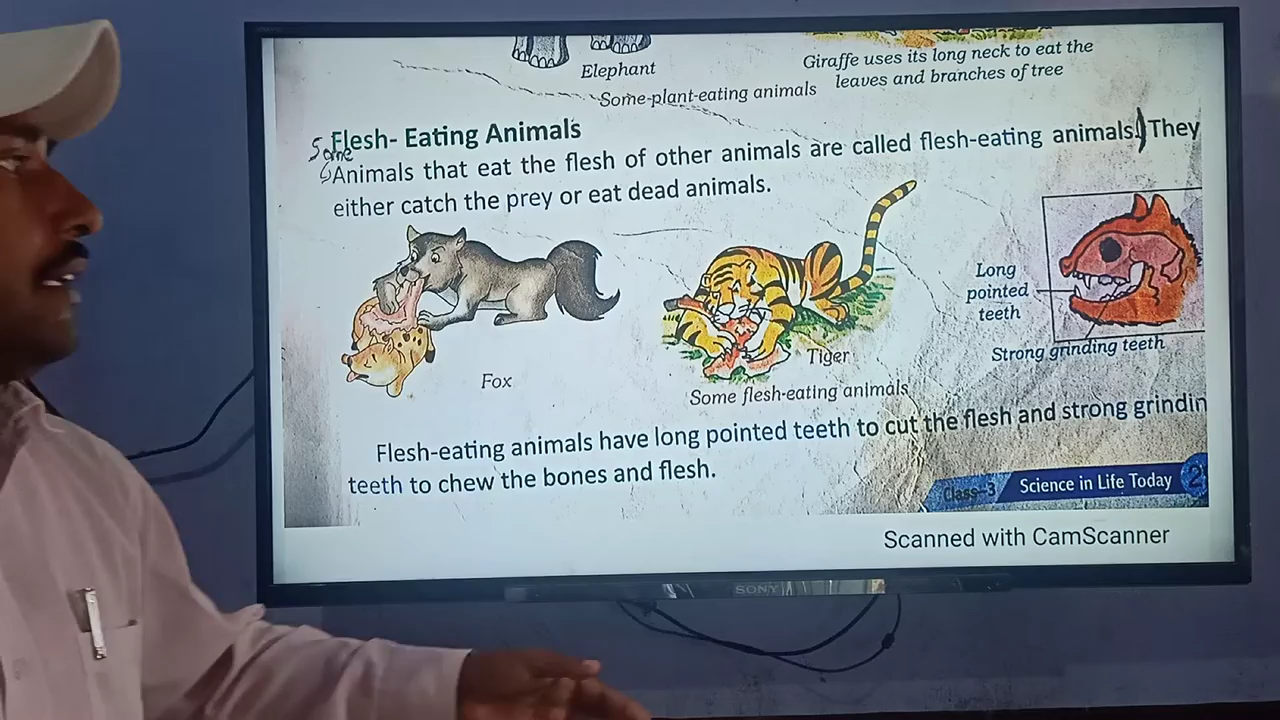 Elephant
Giraffe uses its long neck to eat the
leaves and branches of tree
Some-plant-eating animals
Flesh- Eating Animals
Some
Animals that eat the flesh of other animals are called flesh-eating animals. They
either catch the prey or eat dead animals.
Long
pointed
teeth
Strong grinding teeth
Fox
Tiger
Some flesh-eating animals
Flesh-eating animals have long pointed teeth to cut the flesh and strong grindin
teeth to chew the bones and flesh.
Class-3 Science in Life Today 2
Scanned with CamScanner
SONY